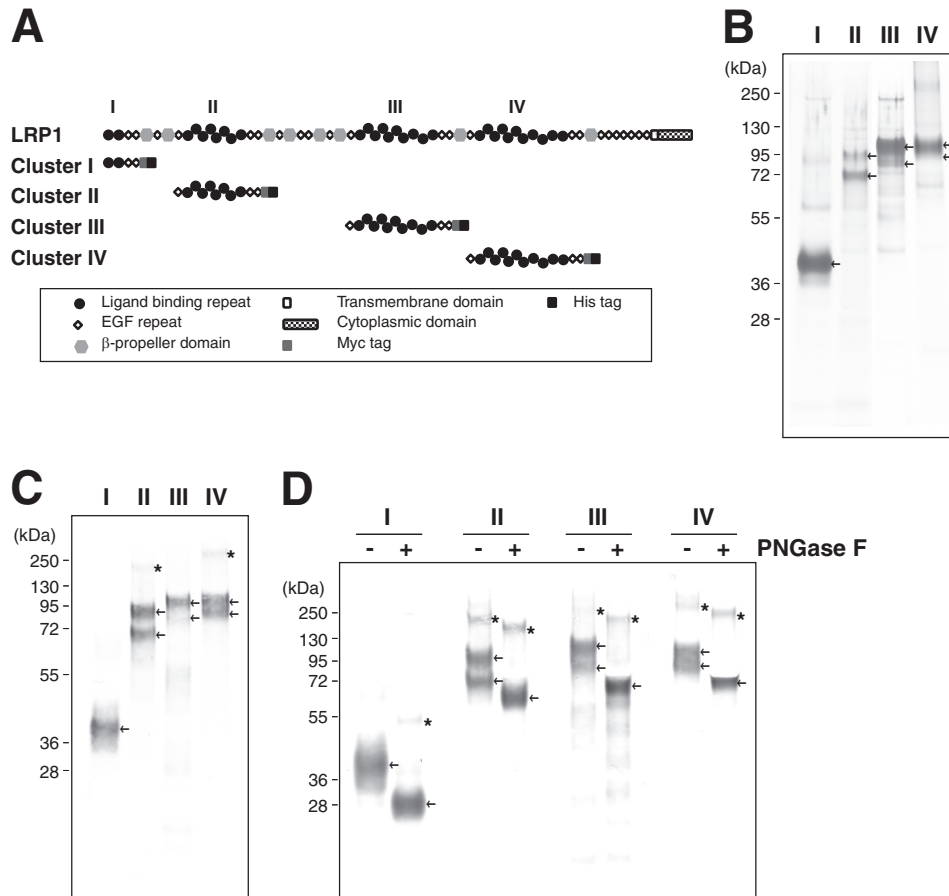 A
I II III IV
LRP1
Cluster I
Cluster II
Cluster III
Cluster IV
Ligand binding repeat
EGF repeat
β-propeller domain
Transmembrane domain
Cytoplasmic domain
Myc tag
His tag
B
I II III IV
(kDa)
250
130
95
72
55
36
28
C
I II III IV
(kDa)
250
130
95
72
55
36
28
*
*
D
I II III IV
- + - + - + - + PNGase F
(kDa)
250
130
95
72
55
36
28
*
*
*
*
*
*
*